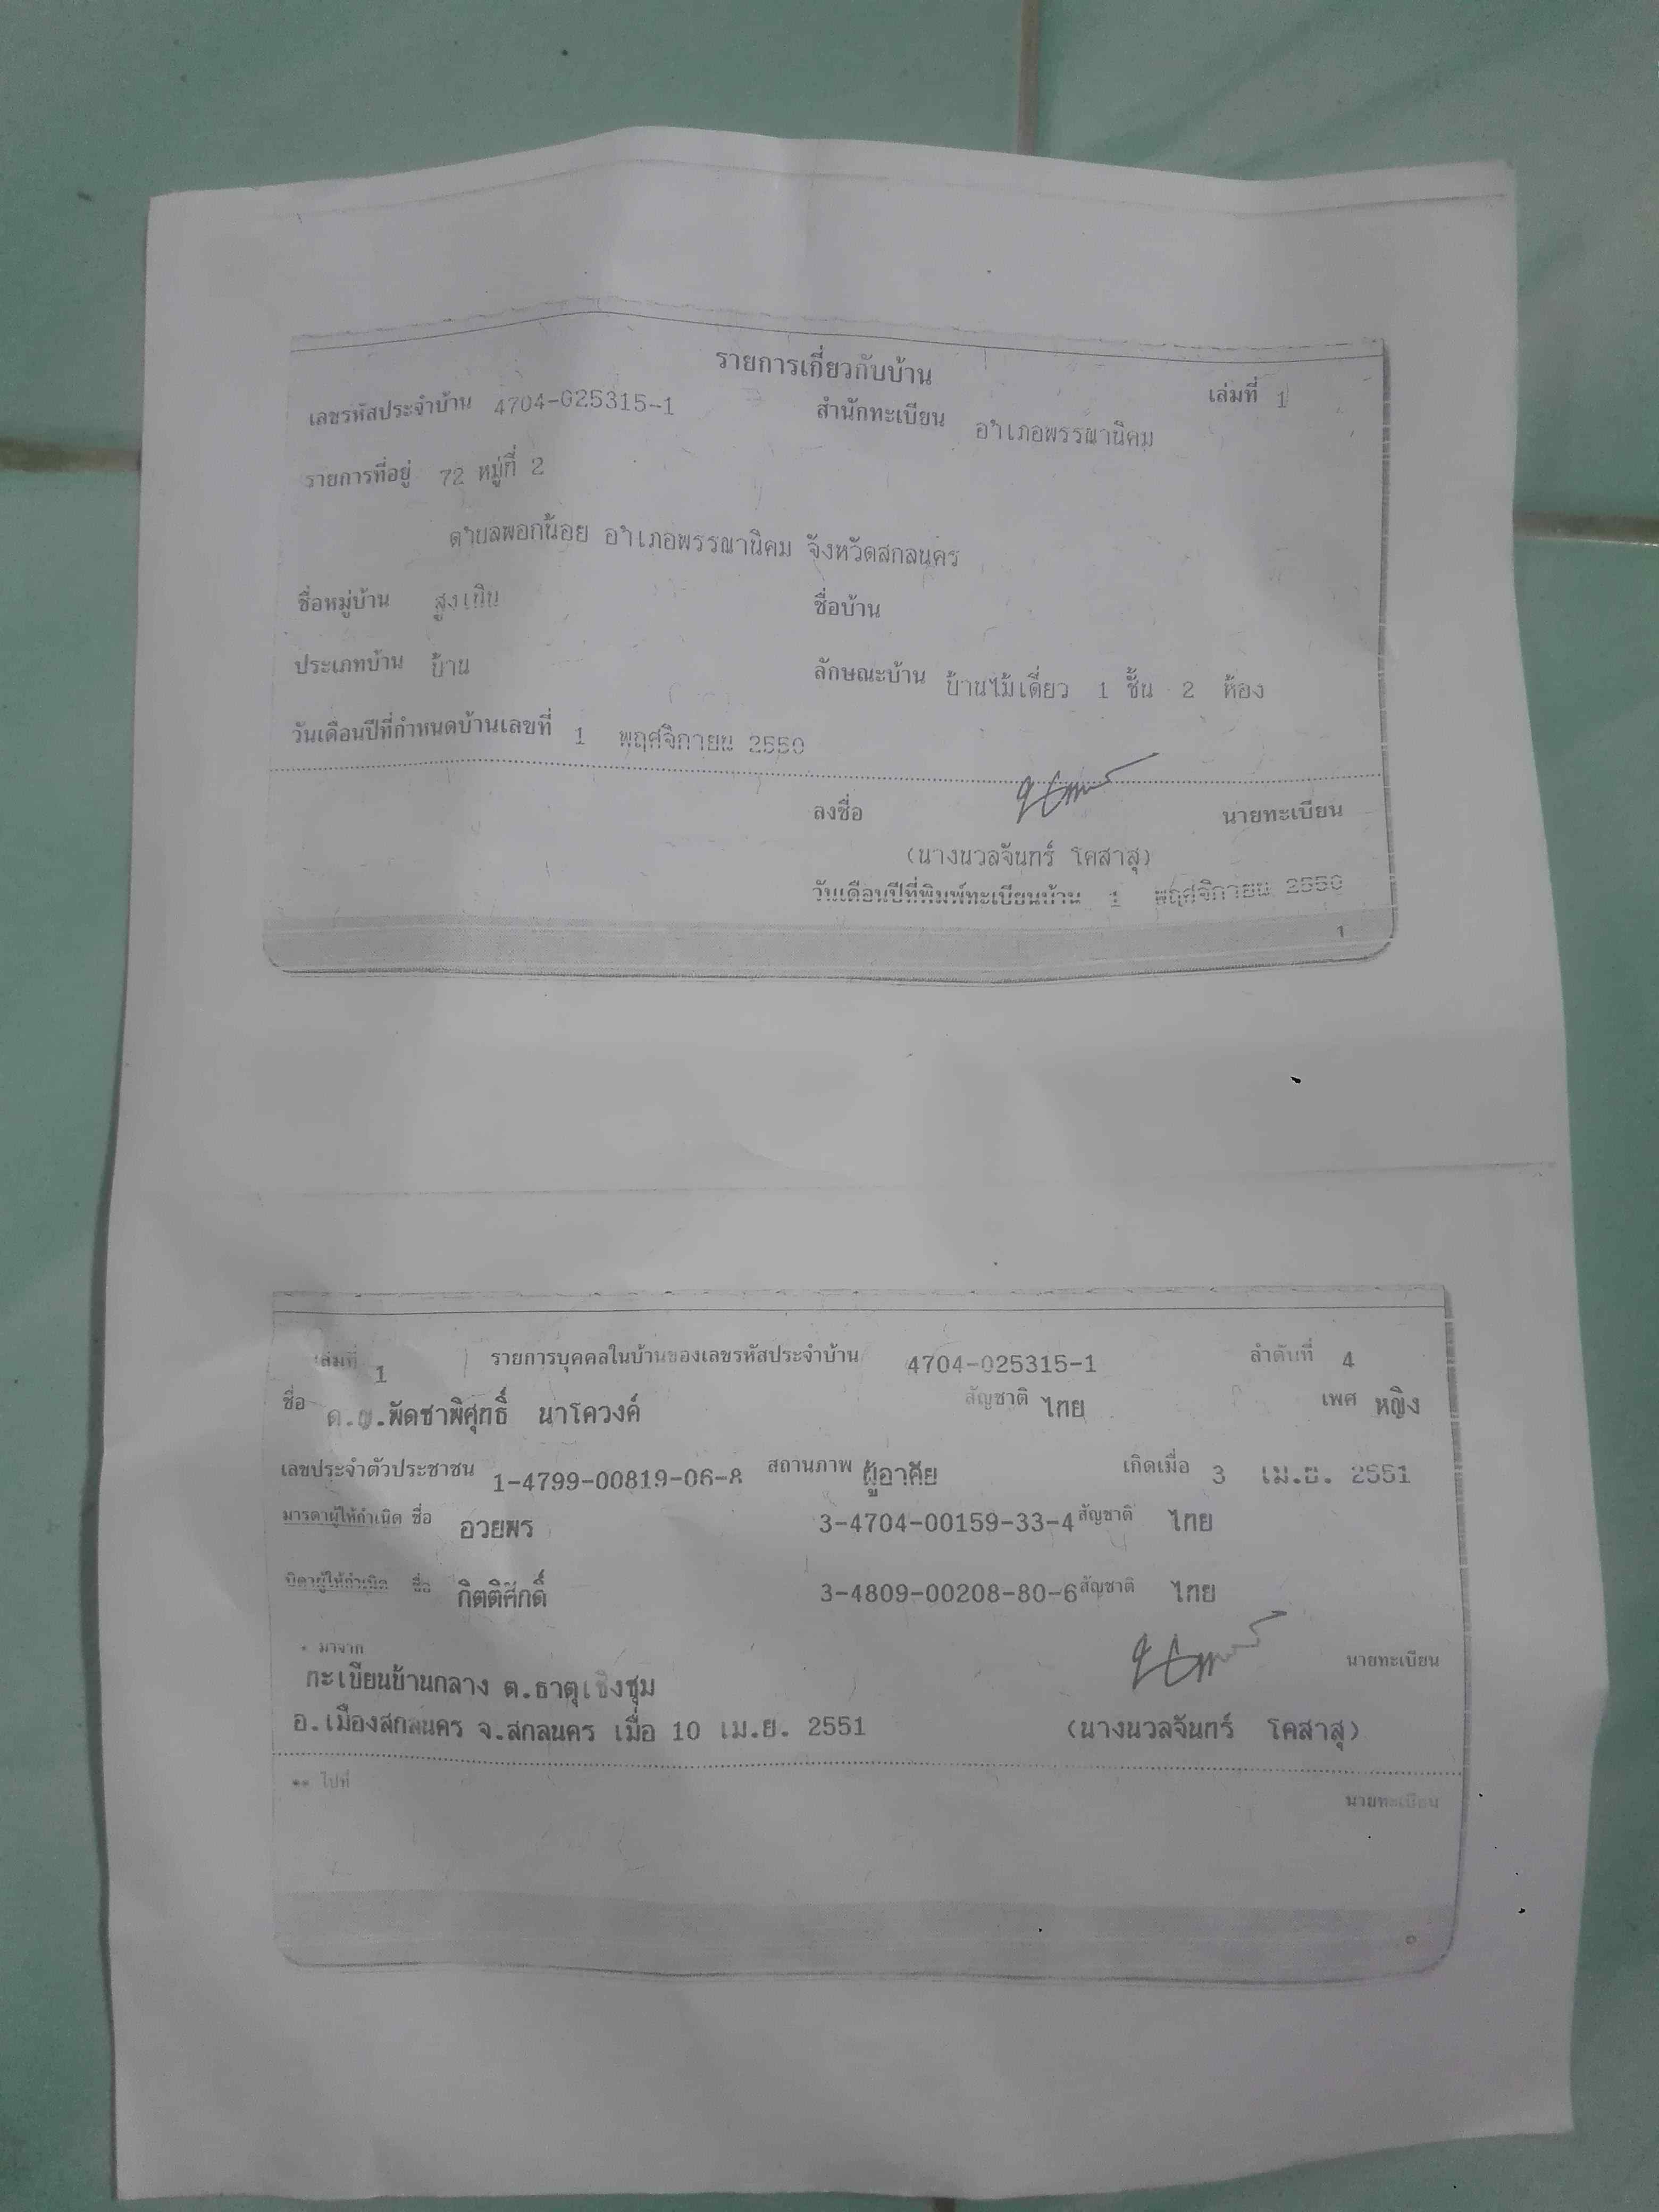 รายการเกี่ยวกับบ้าน
เล่มที่ 1
เลขรหัสประจำบ้าน 4704-025315-1 สำนักทะเบียน อำเภอพรรณานิคม
รายการที่อยู่ 72 หมู่ที่ 2
ตำบลพอกน้อย อำเภอพรรณานิคม จังหวัดสกลนคร
ชื่อหมู่บ้าน สูงเนิน ชื่อบ้าน
ประเภทบ้าน บ้าน ลักษณะบ้าน บ้านไม้เดี่ยว 1 ชั้น 2 ห้อง
วันเดือนปีที่กำหนดบ้านเลขที่ 1 พฤศจิกายน 2550
ลงชื่อ นายทะเบียน
(นางนวลจันทร์ โคสาสุ)
วันเดือนปีที่พิมพ์ทะเบียนบ้าน 1 พฤศจิกายน 2550
1
เล่มที่ 1 รายการบุคคลในบ้านของเลขรหัสประจำบ้าน 4704-025315-1 ลำดับที่ 4
ชื่อ ด.ญ.พัดชาพิศุทธิ์ นาโควงค์ สัญชาติ ไทย เพศ หญิง
เลขประจำตัวประชาชน 1-4799-00819-06-8 สถานภาพ ผู้อาศัย เกิดเมื่อ 3 เม.ย. 2551
มารดาผู้ให้กำเนิด ชื่อ อวยพร 3-4704-00159-33-4 สัญชาติ ไทย
บิดาผู้ให้กำเนิด ชื่อ กิตติศักดิ์ 3-4809-00208-80-6 สัญชาติ ไทย
* มาจาก
ทะเบียนบ้านกลาง ต.ธาตุเชิงชุม นายทะเบียน
อ.เมืองสกลนคร จ.สกลนคร เมื่อ 10 เม.ย. 2551 (นางนวลจันทร์ โคสาสุ)
** ไปที่
นายทะเบียน